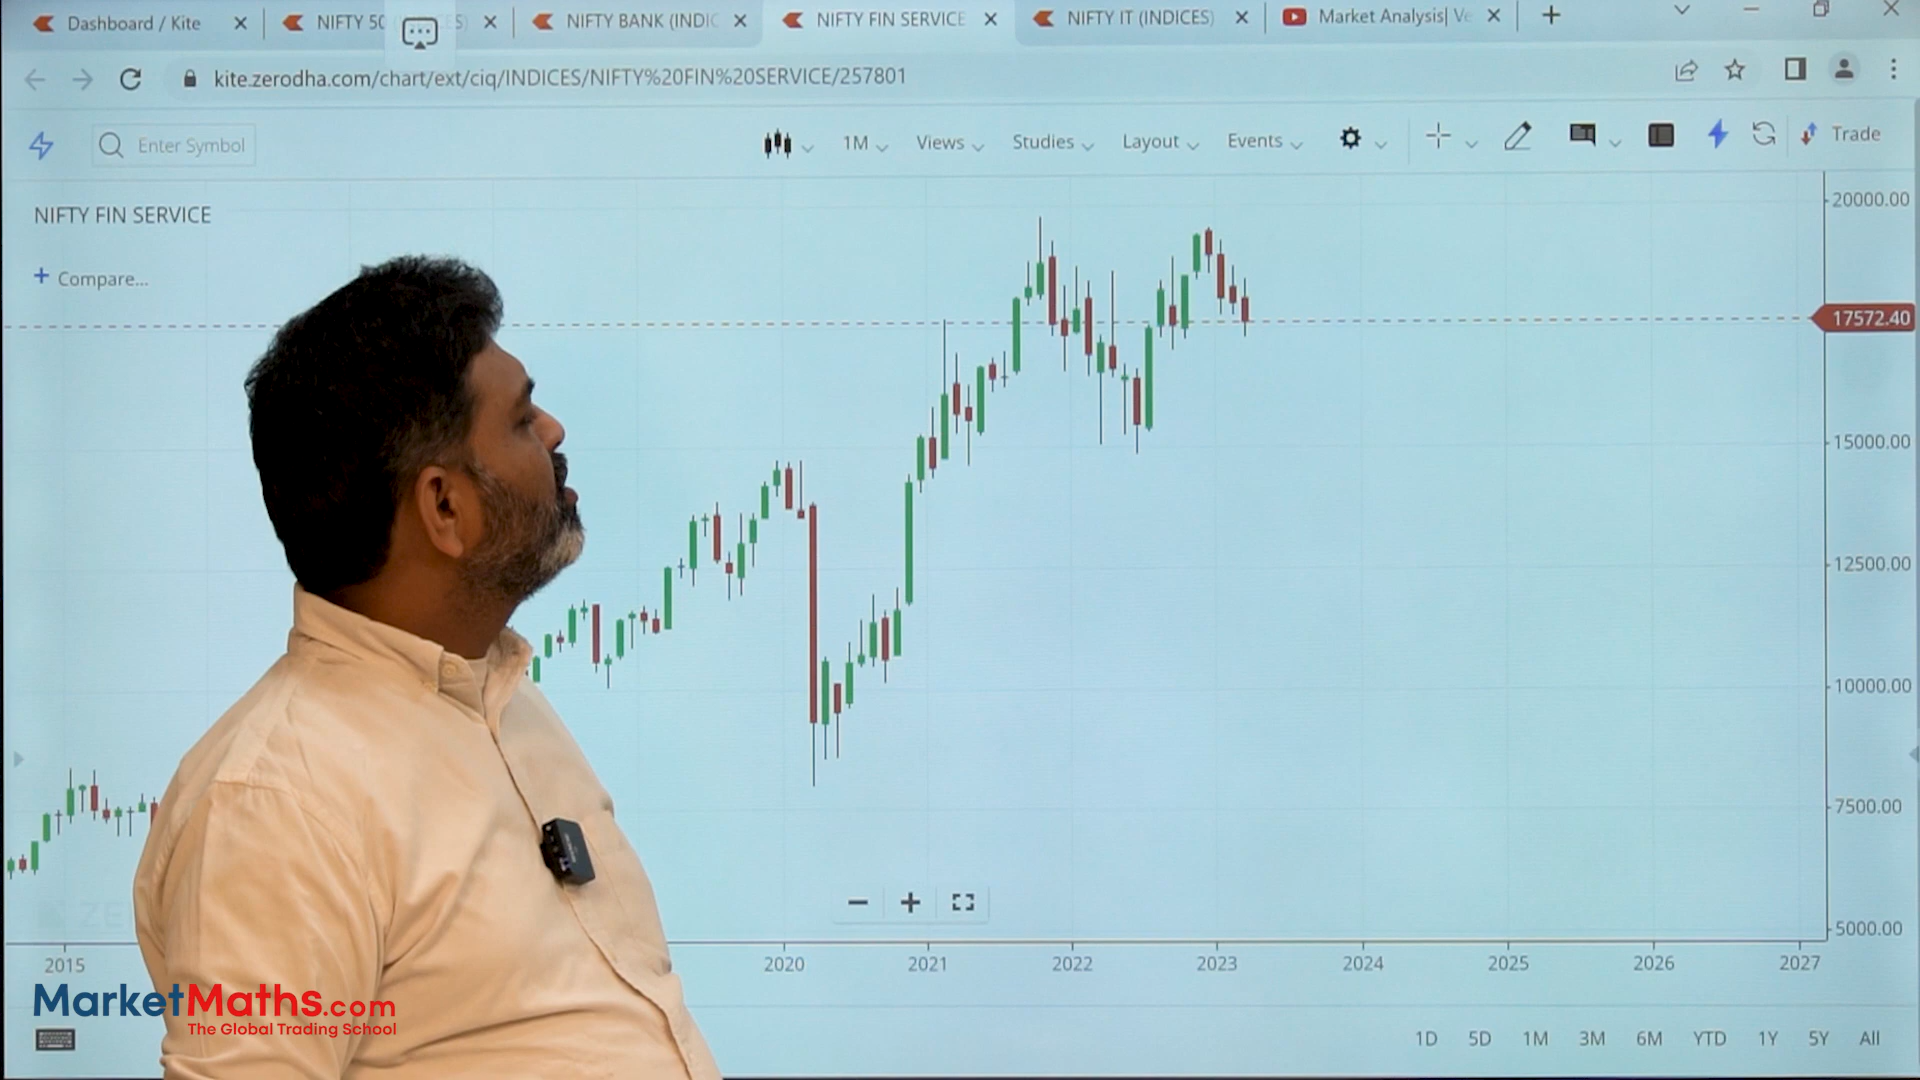 Dashboard / Kite
NIFTY 50
NIFTY BANK (INDIC
NIFTY FIN SERVICE
NIFTY IT (INDICES)
Market Analysis| Ve
kite.zerodha.com/chart/ext/ciq/INDICES/NIFTY%20FIN%20SERVICE/257801
Enter Symbol
1M
Views
Studies
Layout
Events
Trade
NIFTY FIN SERVICE
+ Compare...
20000.00
17572.40
15000.00
12500.00
10000.00
7500.00
5000.00
2015
2020
2021
2022
2023
2024
2025
2026
2027
MarketMaths.com
The Global Trading School
1D
5D
1M
3M
6M
YTD
1Y
5Y
All